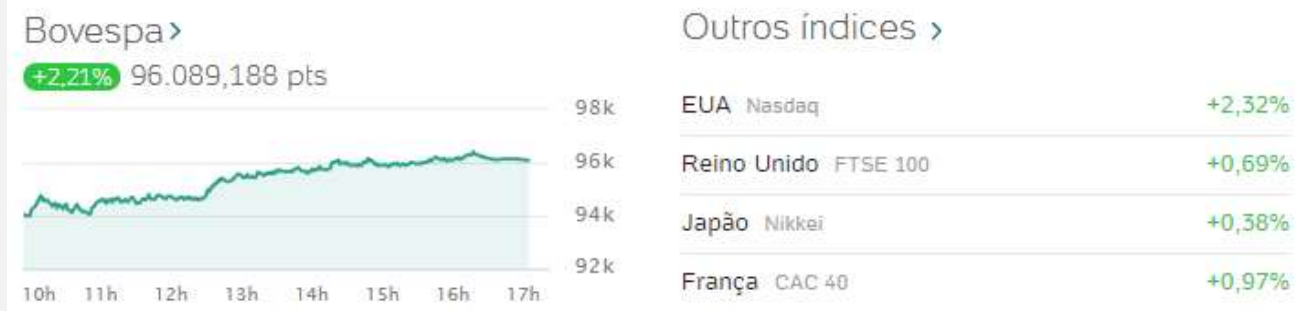 Bovespa >
+2,21% 96.089,188 pts
98k
96k
94k
92k
10h 11h 12h 13h 14h 15h 16h 17h
Outros índices >
EUA Nasdaq +2,32%
Reino Unido FTSE 100 +0,69%
Japão Nikkei +0,38%
França CAC 40 +0,97%